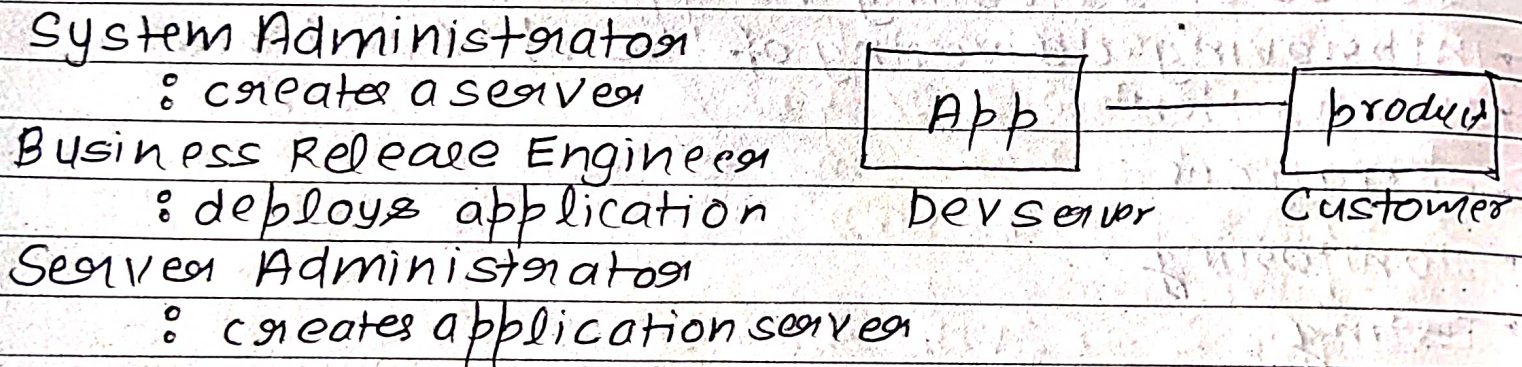 System Administrator
: creates a server
Business Release Engineer
: deploys application
Server Administrator
: creates application server
App
product
Dev server
Customer